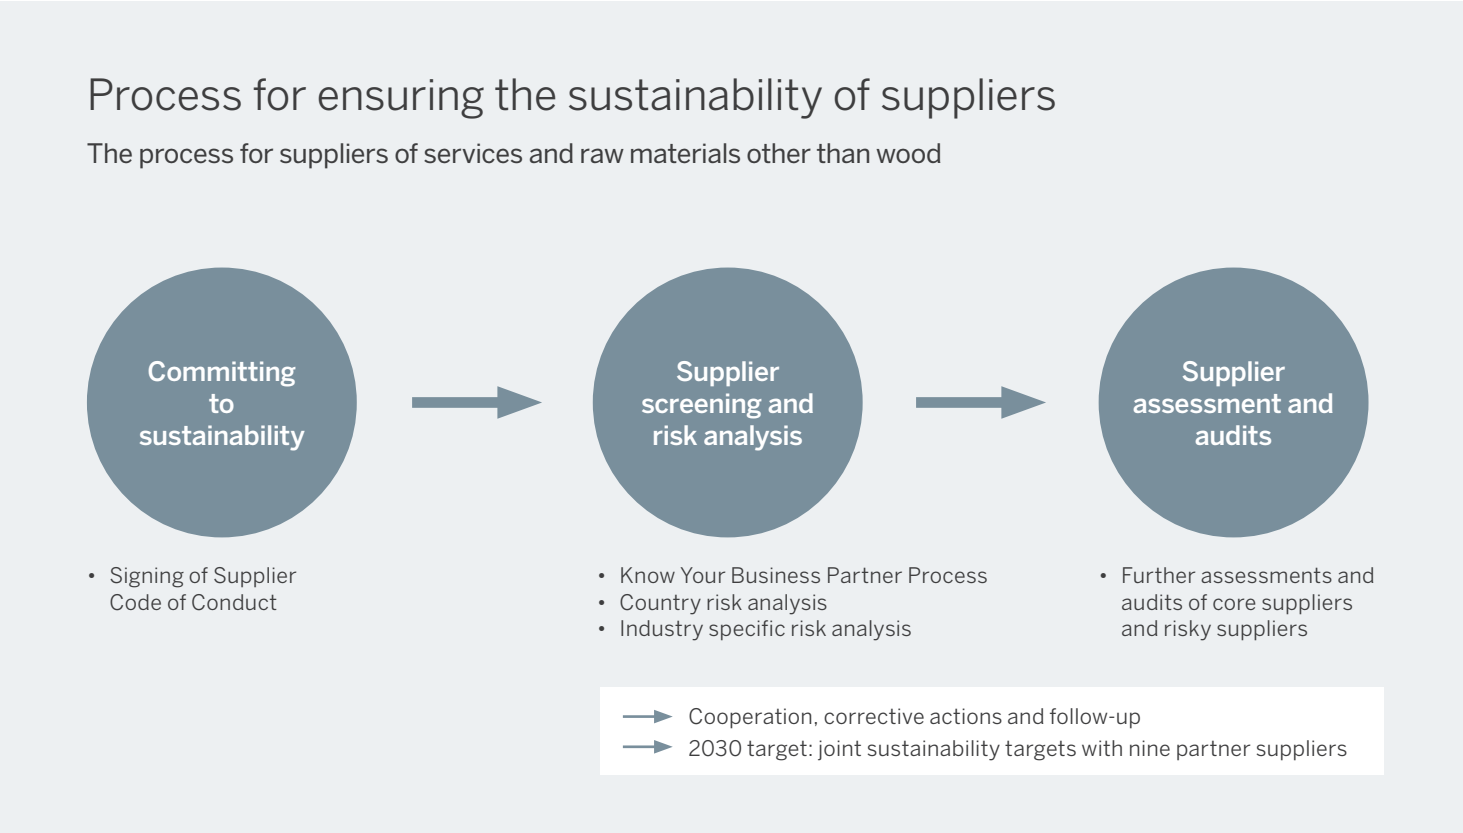 Process for ensuring the sustainability of suppliers
The process for suppliers of services and raw materials other than wood
Committing
to
sustainability
• Signing of Supplier
Code of Conduct
Supplier
screening and
risk analysis
• Know Your Business Partner Process
• Country risk analysis
• Industry specific risk analysis
Supplier
assessment and
audits
• Further assessments and
audits of core suppliers
and risky suppliers
Cooperation, corrective actions and follow-up
2030 target: joint sustainability targets with nine partner suppliers